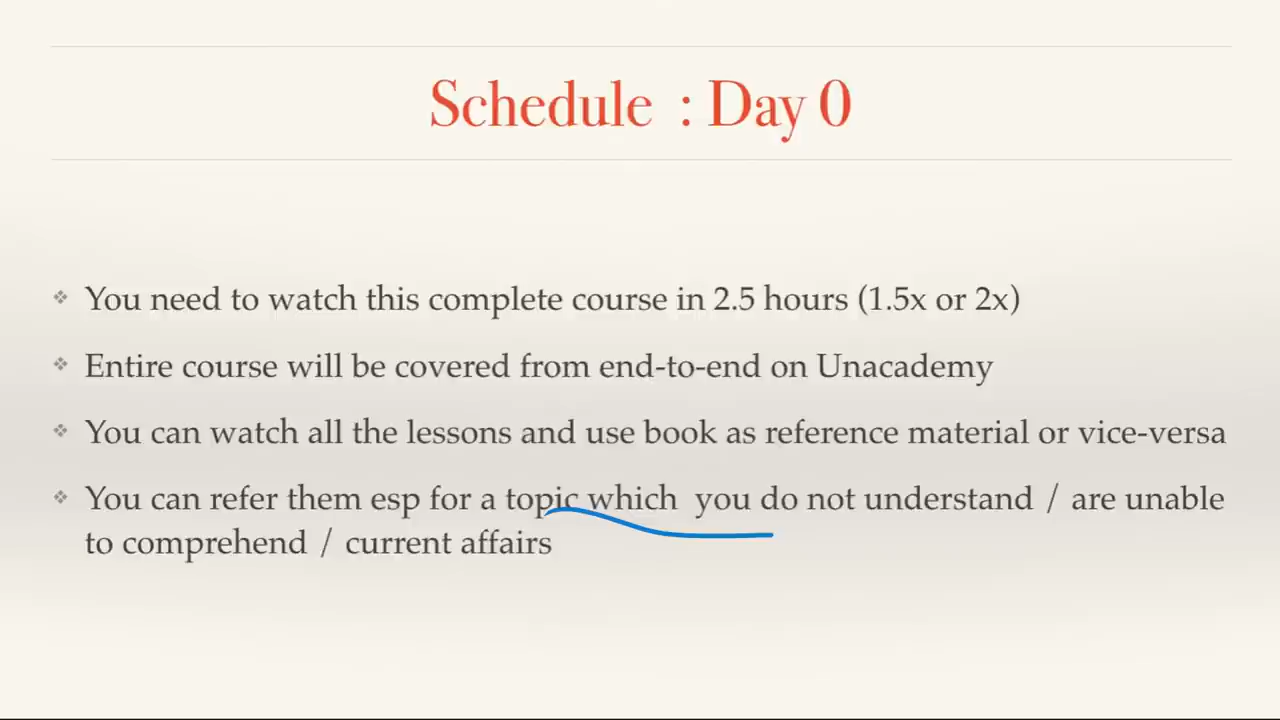 Schedule : Day 0
You need to watch this complete course in 2.5 hours (1.5x or 2x)
Entire course will be covered from end-to-end on Unacademy
You can watch all the lessons and use book as reference material or vice-versa
You can refer them esp for a topic which you do not understand / are unable
to comprehend / current affairs